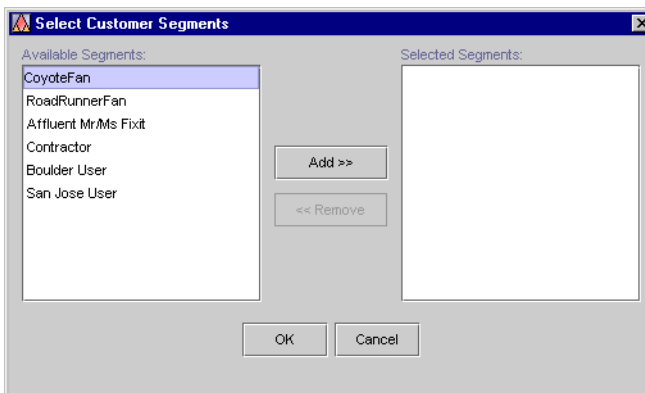 Select Customer Segments
Available Segments:
Selected Segments:
CoyoteFan
RoadRunnerFan
Affluent Mr/Ms Fixit
Contractor
Boulder User
San Jose User
Add >>
<< Remove
OK
Cancel